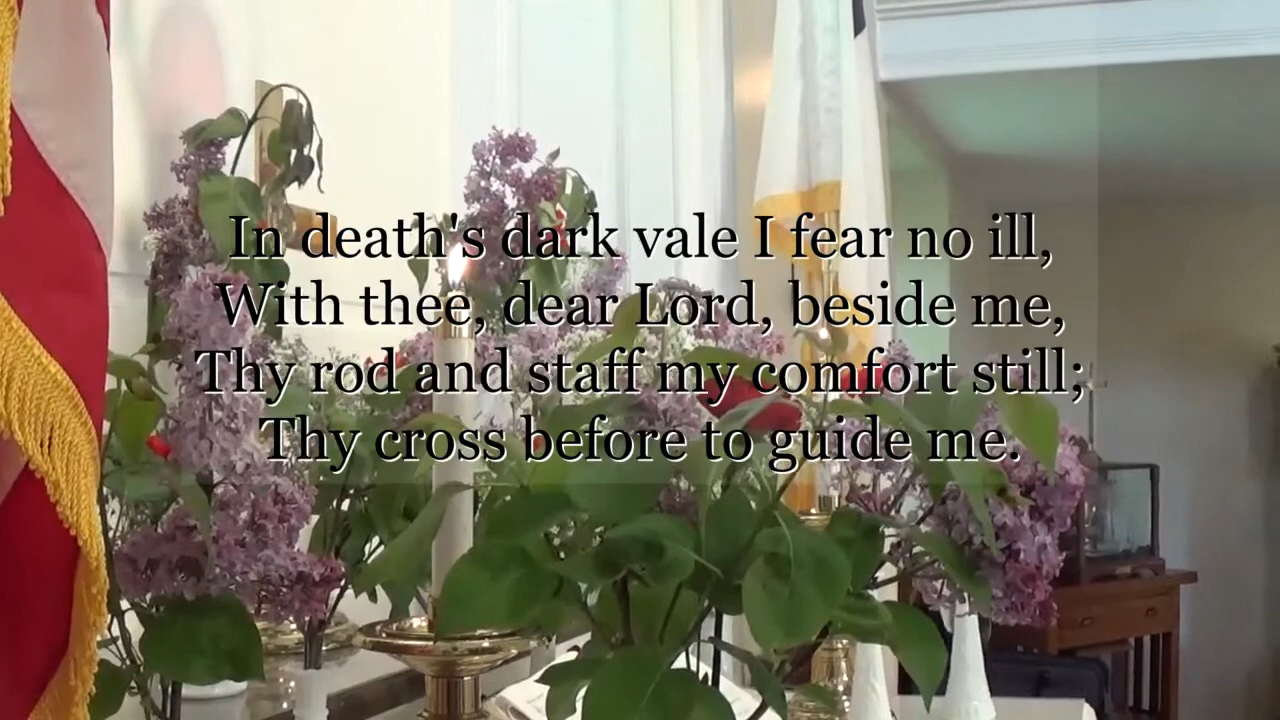 In death's dark vale I fear no ill,
With thee, dear Lord, beside me,
Thy rod and staff my comfort still;
Thy cross before to guide me.